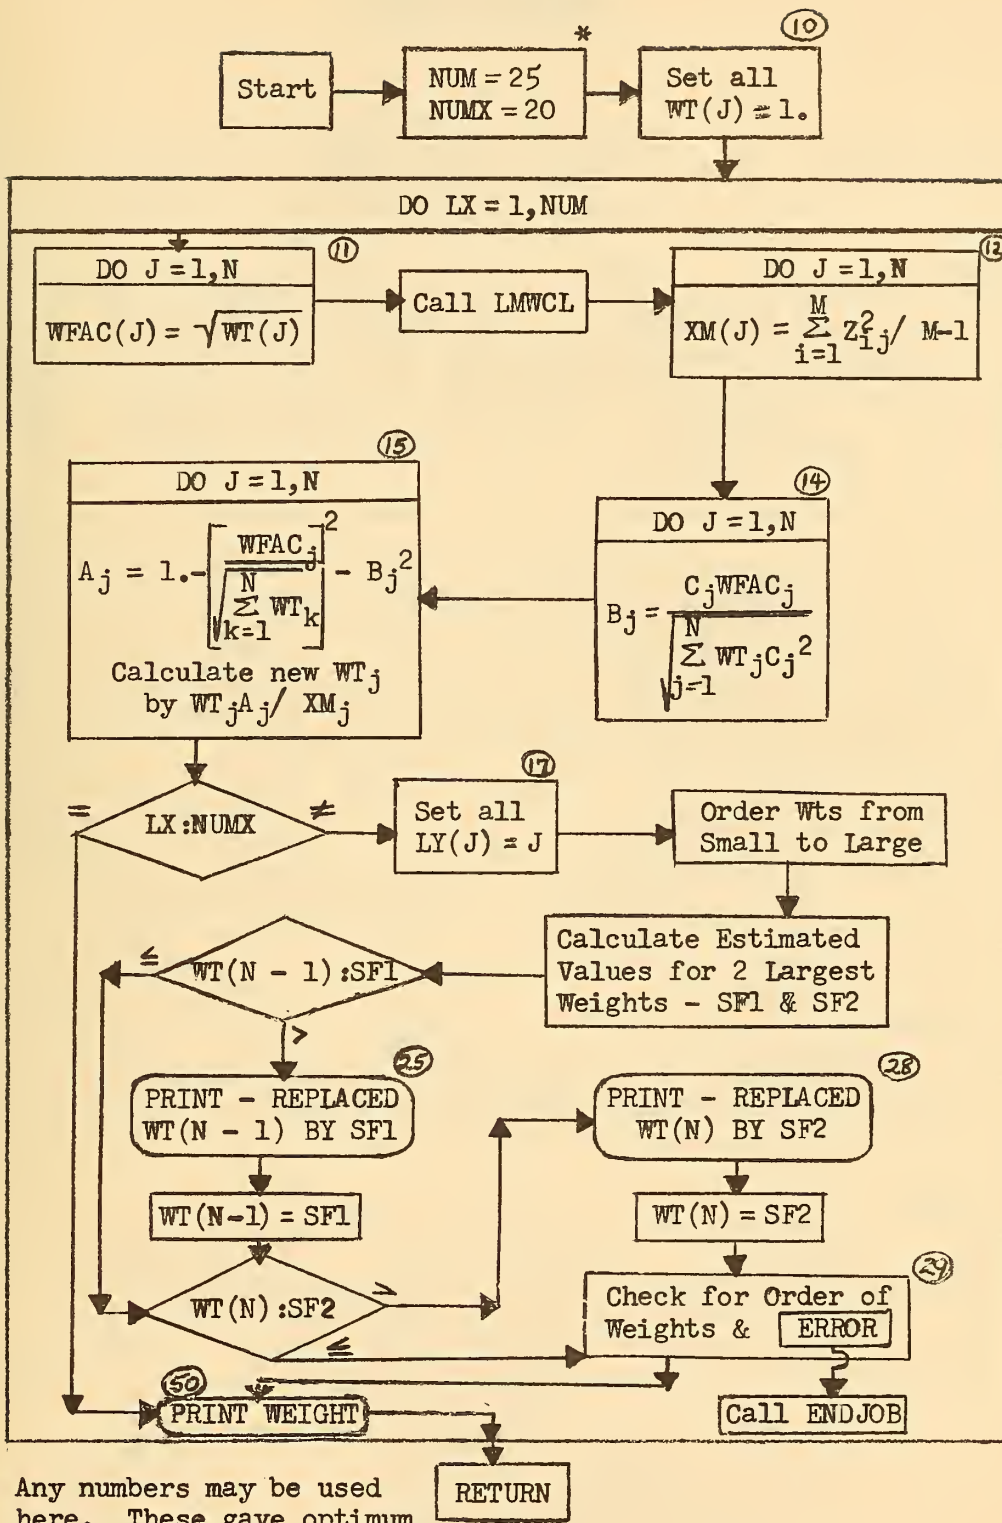 Start
*
NUM = 25
NUMX = 20
10
Set all
WT(J) = 1.
DO LX = 1,NUM
11
DO J = 1,N
WFAC(J) = √WT(J)
Call LMWCL
12
DO J = 1,N
XM(J) = M Σ i=1 Z²ij / M-1
15
DO J = 1,N
Aj = 1.-[WFACj / √(N Σ k=1 WTk)]² - Bj²
Calculate new WTj
by WTjAj/ XMj
14
DO J = 1,N
Bj = CjWFACj / √(N Σ j=1 WTjCj²)
= LX:NUMX ≠
17
Set all
LY(J) = J
Order Wts from
Small to Large
Calculate Estimated
Values for 2 Largest
Weights - SF1 & SF2
≤ WT(N - 1):SF1
>
25
PRINT - REPLACED
WT(N - 1) BY SF1
28
PRINT - REPLACED
WT(N) BY SF2
WT(N-1) = SF1
WT(N) = SF2
WT(N):SF2 >
≤
29
Check for Order of
Weights & ERROR
50
PRINT WEIGHT
Call ENDJOB
RETURN
Any numbers may be used
here. These gave optimum